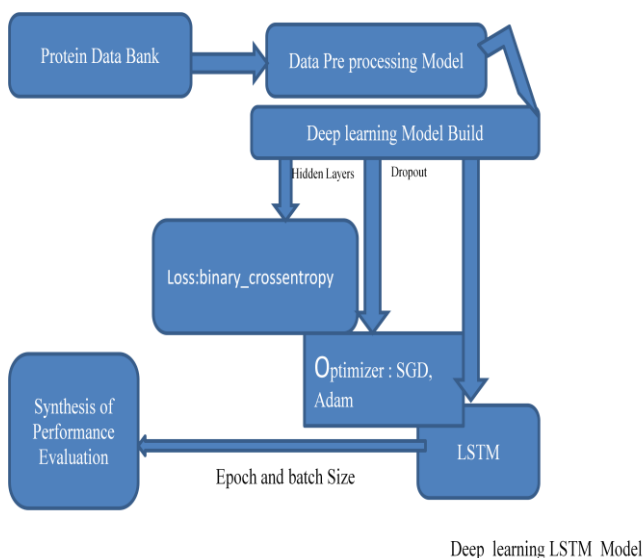 Protein Data Bank
Data Pre processing Model
Deep learning Model Build
Hidden Layers
Dropout
Loss:binary_crossentropy
Optimizer : SGD,
Adam
Synthesis of
Performance
Evaluation
LSTM
Epoch and batch Size
Deep learning LSTM Model